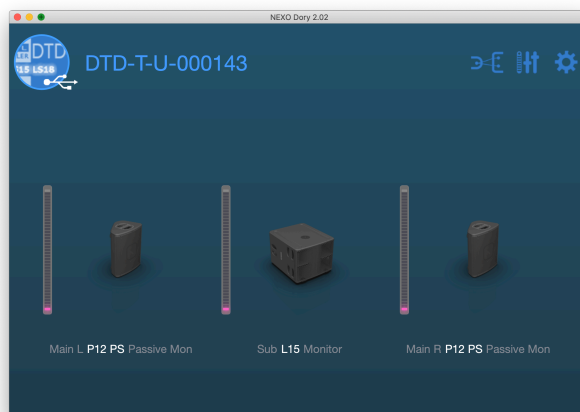 NEXO Dory 2.02
DTD
15 LS18
DTD-T-U-000143
Main L P12 PS Passive Mon
Sub L15 Monitor
Main R P12 PS Passive Mon